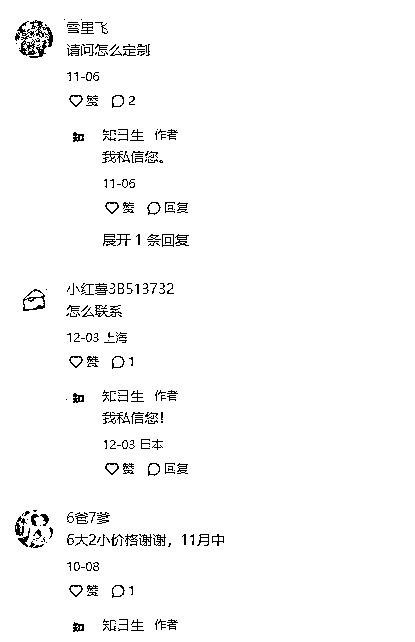 雪里飞
请问怎么定制
11-06
赞 2
知日生 作者
我私信您。
11-06
赞 回复
展开 1 条回复
小红薯3B513732
怎么联系
12-03 上海
赞 1
知日生 作者
我私信您!
12-03 日本
赞 回复
6爸7爹
6大2小价格谢谢，11月中
10-08
赞 1
知日生 作者